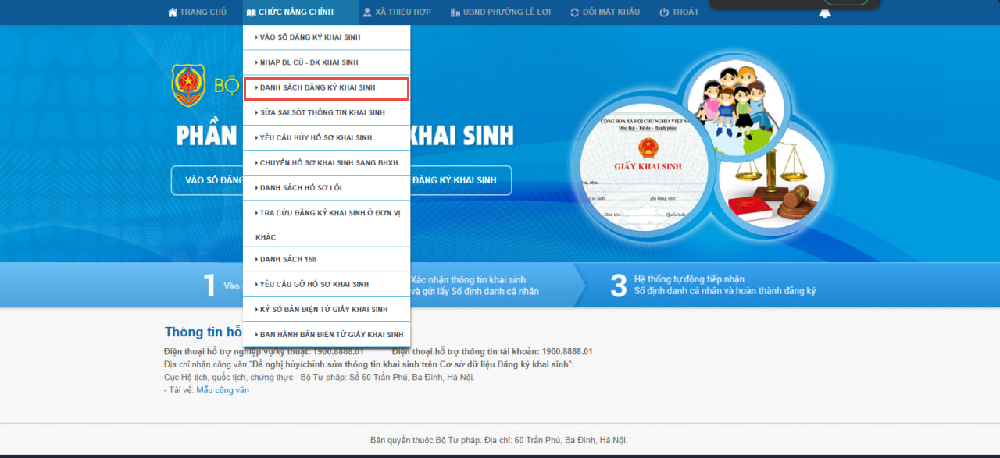 TRANG CHỦ
CHỨC NĂNG CHÍNH
XÃ THIỆU HỢP
UBND PHƯỜNG LÊ LỢI
ĐỔI MẬT KHẨU
THOÁT
VÀO SỔ ĐĂNG KÝ KHAI SINH
NHẬP DL CŨ - ĐK KHAI SINH
DANH SÁCH ĐĂNG KÝ KHAI SINH
SỬA SAI SÓT THÔNG TIN KHAI SINH
YÊU CẦU HỦY HỒ SƠ KHAI SINH
CHUYỂN HỒ SƠ KHAI SINH SANG BHXH
DANH SÁCH HỒ SƠ LỖI
TRA CỨU ĐĂNG KÝ KHAI SINH Ở ĐƠN VỊ
KHÁC
DANH SÁCH 158
YÊU CẦU GỠ HỒ SƠ KHAI SINH
KÝ SỐ BẢN ĐIỆN TỬ GIẤY KHAI SINH
BAN HÀNH BẢN ĐIỆN TỬ GIẤY KHAI SINH
BỘ
PHẦN KHAI SINH
VÀO SỔ ĐĂNG
ĐĂNG KÝ KHAI SINH
CỘNG HÒA XÃ HỘI CHỦ NGHĨA VIỆT NA
Độc lập - Tự do - Hạnh phúc
GIẤY KHAI SINH
tên:
năm sinh: ghi bằng chữ:
Dân tộc: Quốc tịch:
1 Vào
Xác nhận thông tin khai sinh
và gửi lấy Số định danh cá nhân
3 Hệ thống tự động tiếp nhận
Số định danh cá nhân và hoàn thành đăng ký
Thông tin hỗ
Điện thoại hỗ trợ nghiệp vụ/kỹ thuật: 1900.8888.01 Điện thoại hỗ trợ thông tin tài khoản: 1900.8888.01
Địa chỉ nhận công văn "Đề nghị hủy/chỉnh sửa thông tin khai sinh trên Cơ sở dữ liệu Đăng ký khai sinh":
Cục Hộ tịch, quốc tịch, chứng thực - Bộ Tư pháp: Số 60 Trần Phú, Ba Đình, Hà Nội.
- Tải về: Mẫu công văn
Bản quyền thuộc Bộ Tư pháp. Địa chỉ: 60 Trần Phú, Ba Đình, Hà Nội.